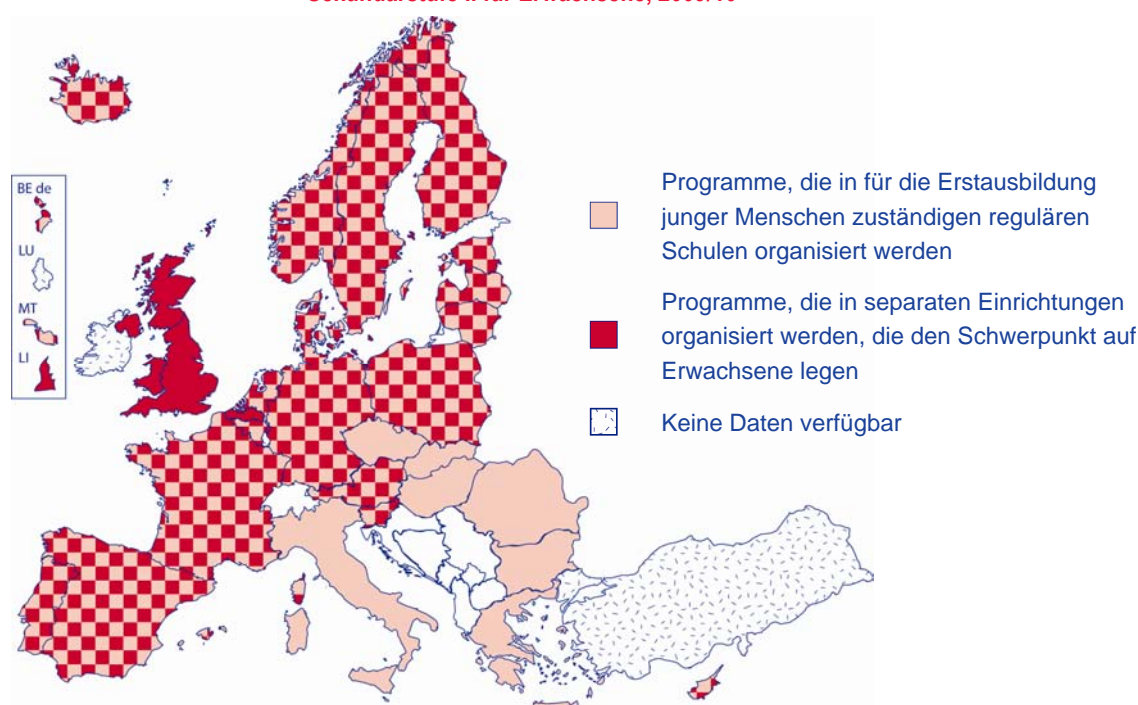 BE de
LU
MT
LI
Programme, die in für die Erstausbildung
junger Menschen zuständigen regulären
Schulen organisiert werden
Programme, die in separaten Einrichtungen
organisiert werden, die den Schwerpunkt auf
Erwachsene legen
Keine Daten verfügbar